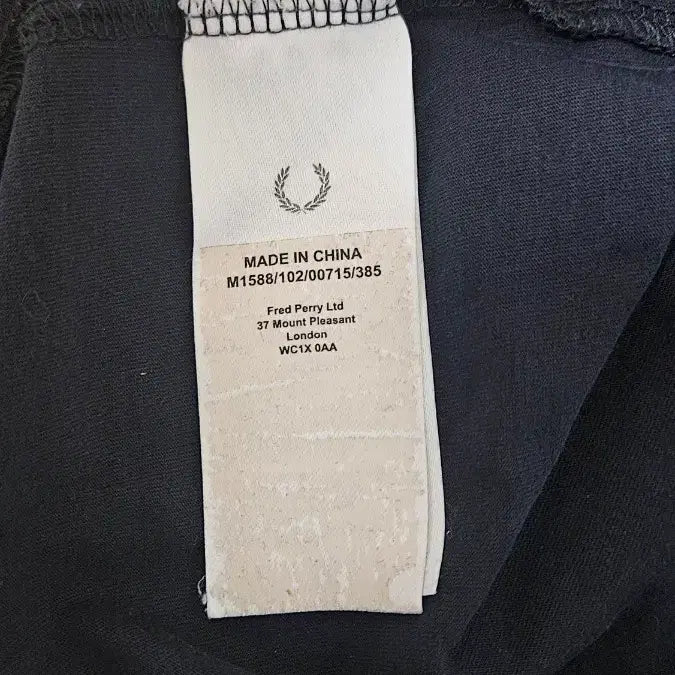 MADE IN CHINA
M1588/102/00715/385
Fred Perry Ltd
37 Mount Pleasant
London
WC1X 0AA